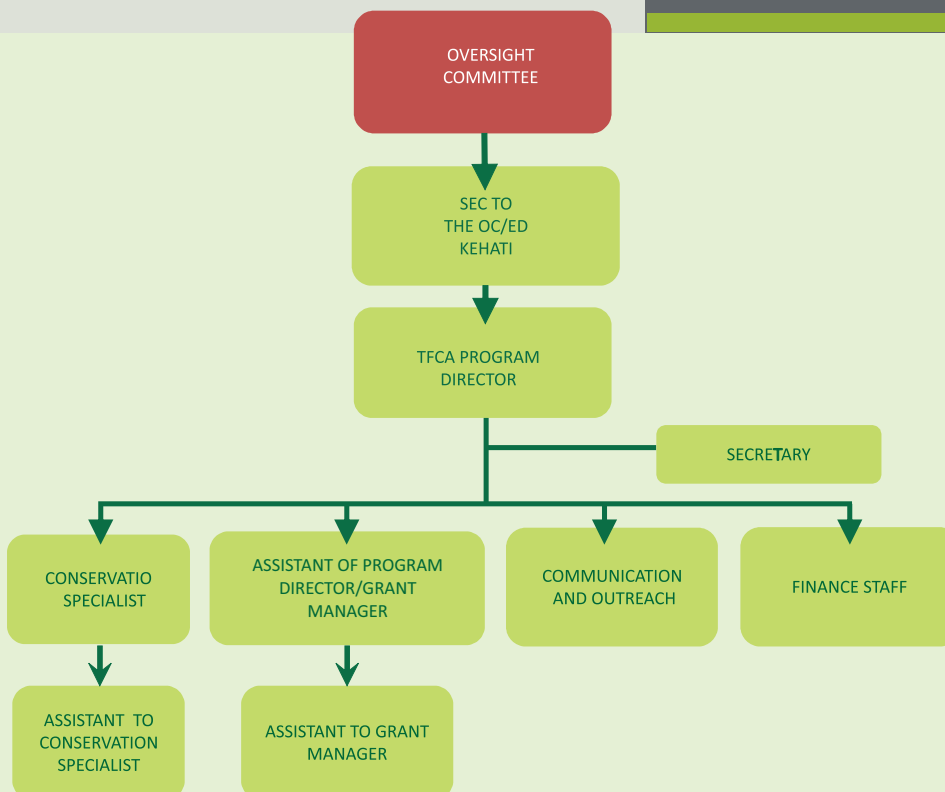 OVERSIGHT
COMMITTEE
SEC TO
THE OC/ED
KEHATI
TFCA PROGRAM
DIRECTOR
SECRETARY
CONSERVATIO
SPECIALIST
ASSISTANT OF PROGRAM
DIRECTOR/GRANT
MANAGER
COMMUNICATION
AND OUTREACH
FINANCE STAFF
ASSISTANT TO
CONSERVATION
SPECIALIST
ASSISTANT TO GRANT
MANAGER